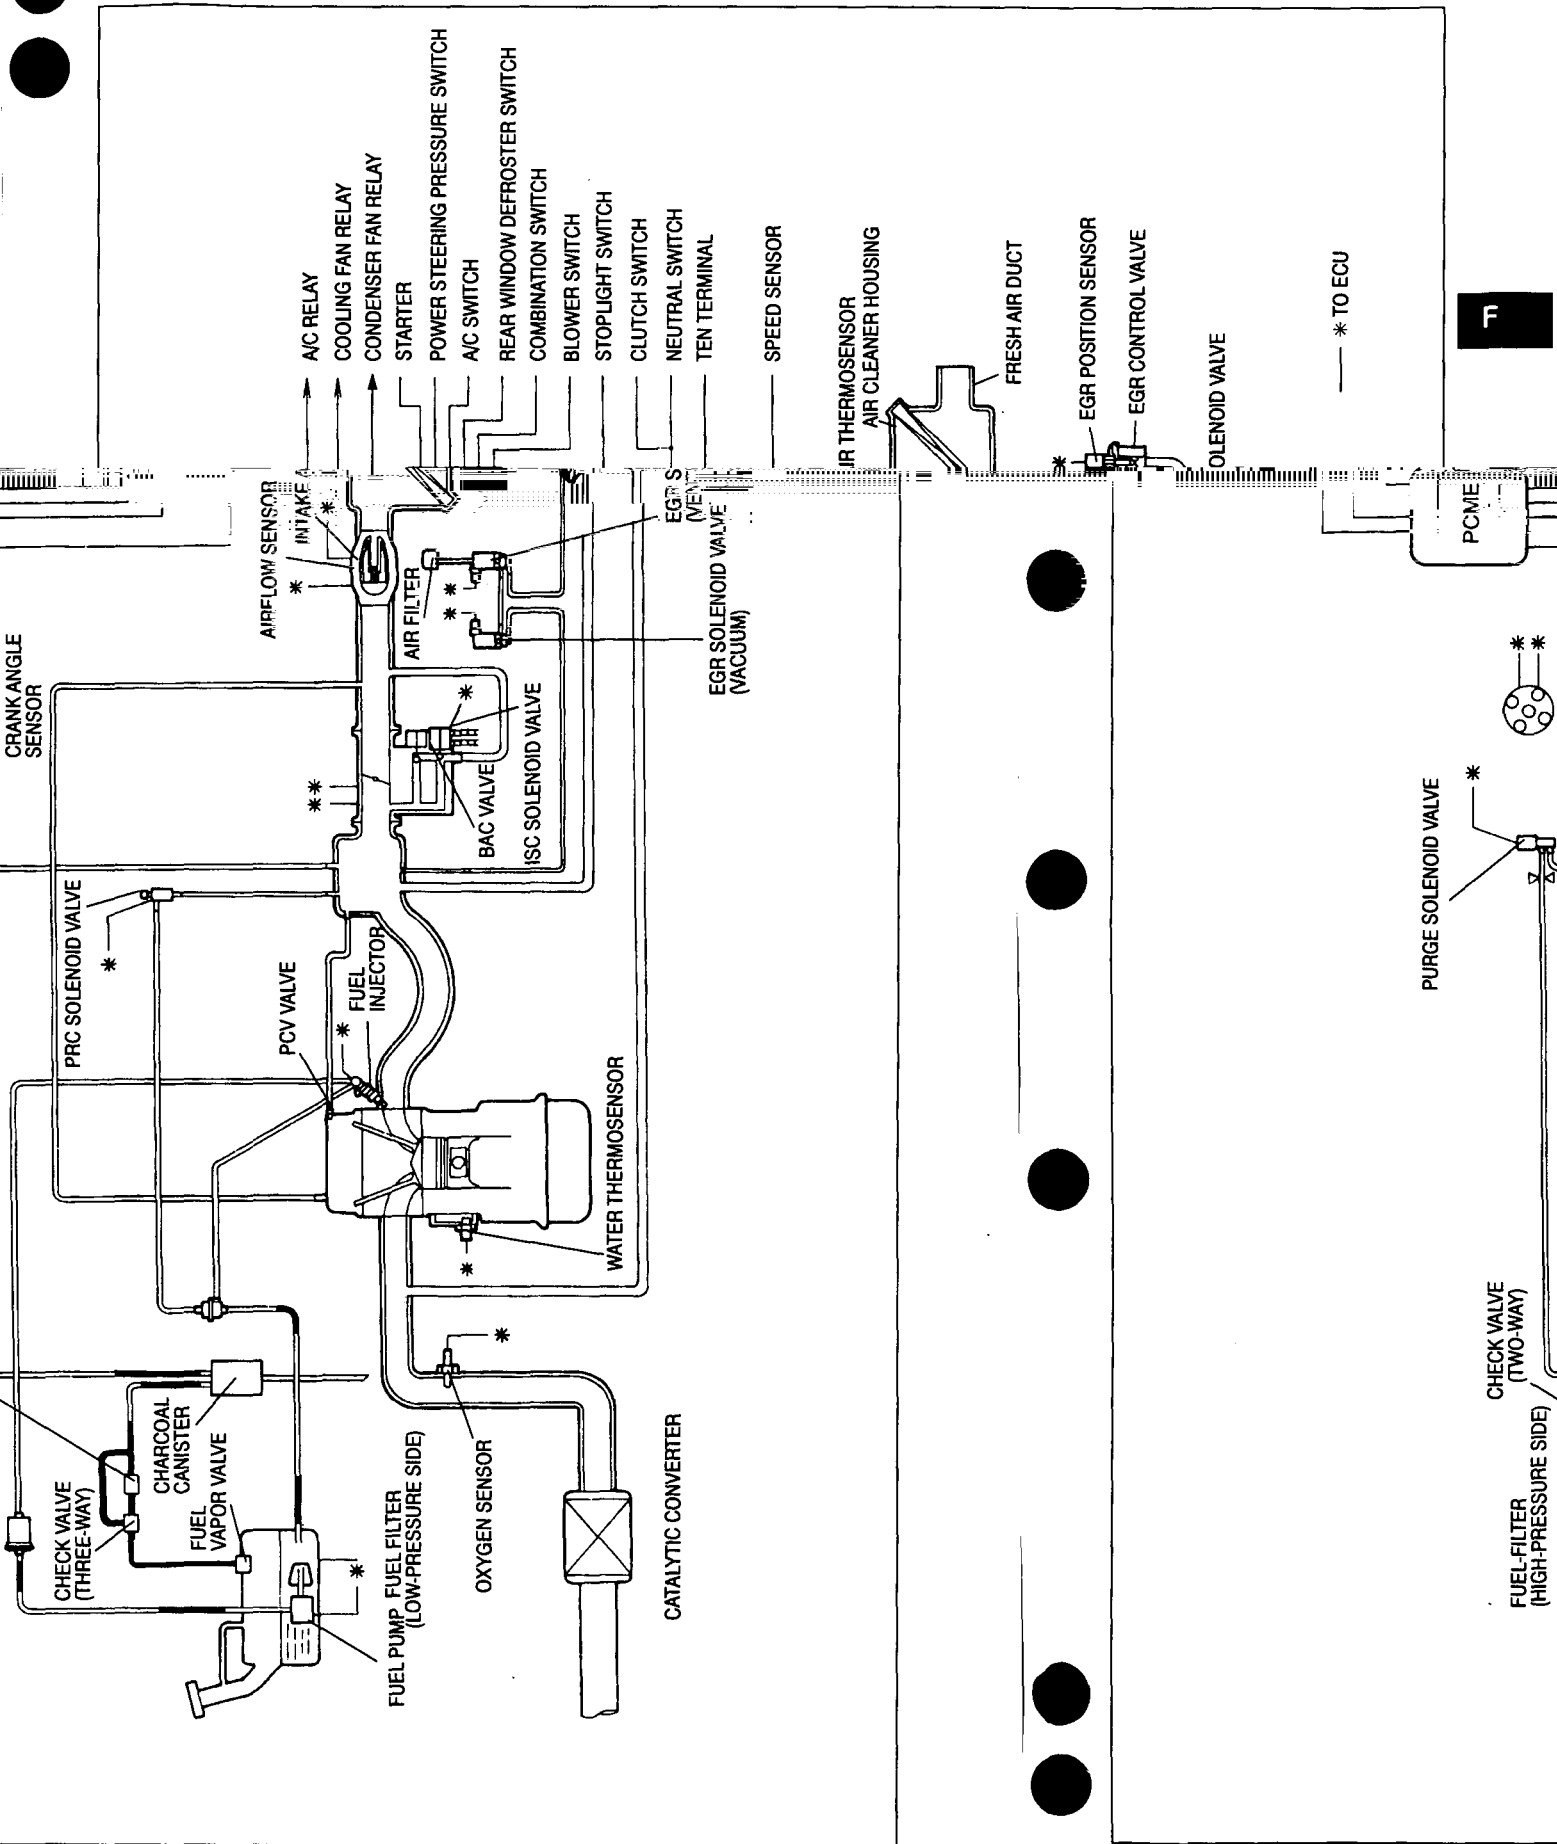 CRANK ANGLE
SENSOR
PRC SOLENOID VALVE
CHARCOAL
CANISTER
CHECK VALVE
(THREE-WAY)
FUEL
VAPOR VALVE
PCV VALVE
FUEL
INJECTOR
AIRFLOW SENSOR
INTAKE
AIR FILTER
BAC VALVE
ISC SOLENOID VALVE
EGR SOLENOID VALVE
(VACUUM)
WATER THERMOSENSOR
OXYGEN SENSOR
FUEL PUMP
FUEL FILTER
(LOW-PRESSURE SIDE)
CATALYTIC CONVERTER
A/C RELAY
COOLING FAN RELAY
CONDENSER FAN RELAY
STARTER
POWER STEERING PRESSURE SWITCH
A/C SWITCH
REAR WINDOW DEFROSTER SWITCH
COMBINATION SWITCH
BLOWER SWITCH
STOPLIGHT SWITCH
CLUTCH SWITCH
NEUTRAL SWITCH
TEN TERMINAL
SPEED SENSOR
IR THERMOSENSOR
AIR CLEANER HOUSING
FRESH AIR DUCT
EGR POSITION SENSOR
EGR CONTROL VALVE
OLENOID VALVE
* TO ECU
F
PCME
PURGE SOLENOID VALVE
CHECK VALVE
(TWO-WAY)
FUEL-FILTER
(HIGH-PRESSURE SIDE)